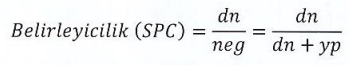 Belirleyicilik (SPC) = dn/neg = dn/(dn + yp)